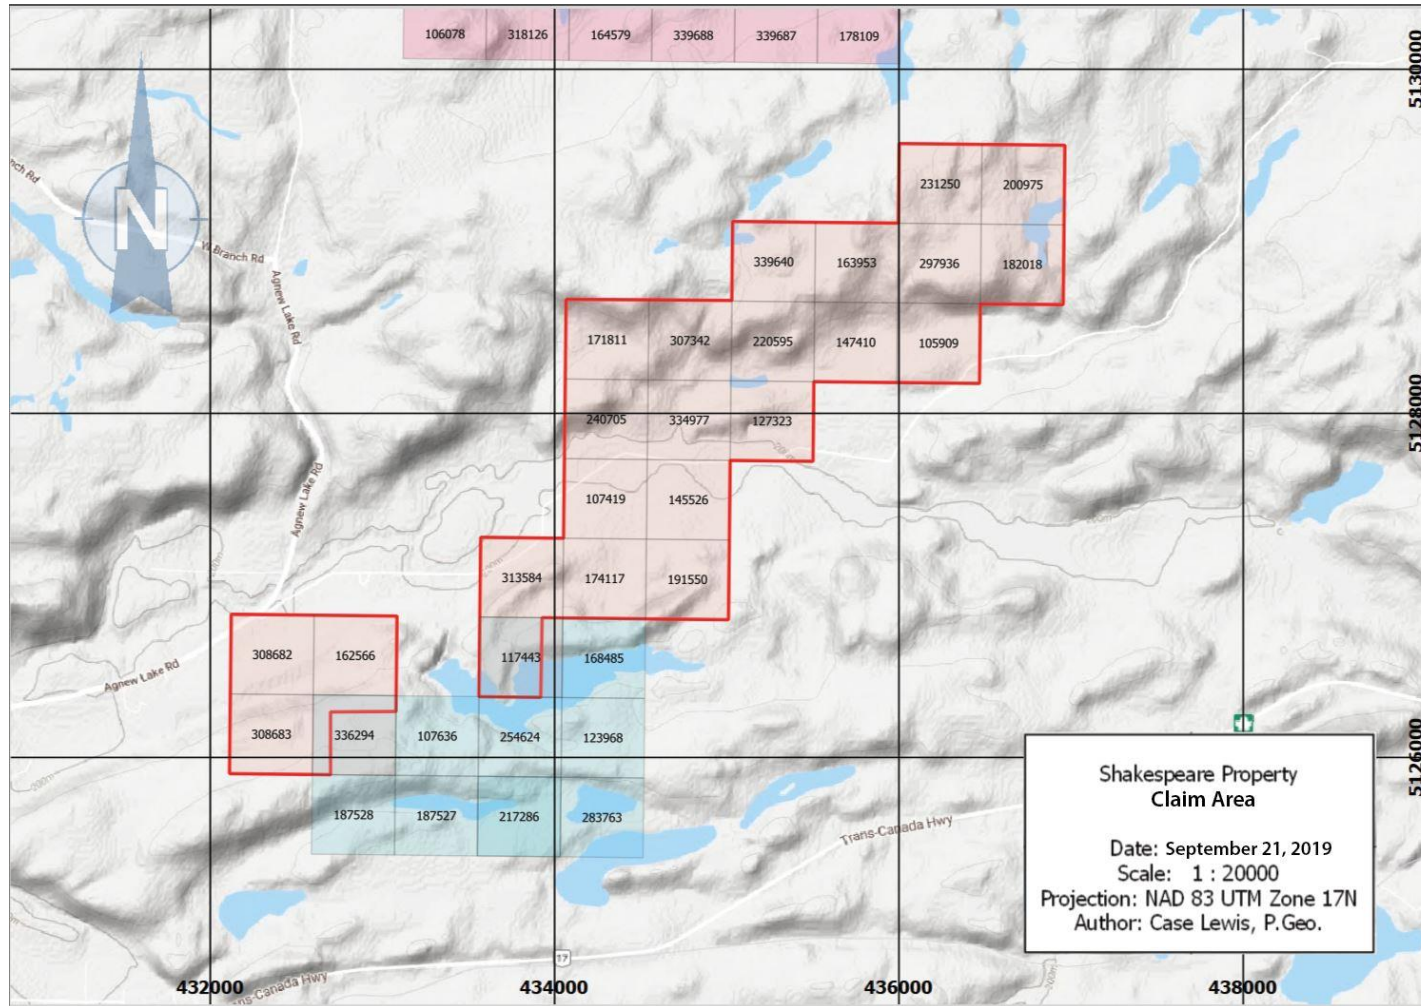 106078 318126 164579 339688 339687 178109
5130000
N
nch Rd
W Branch Rd
Agnew Lake Rd
231250 200975
339640 163953 297936 182018
171811 307342 220595 147410 105909
5128000
240705 334977 127323
Agnew Lake Rd
107419 145526
200m
313584 174117 191550
308682 162566 117443 168485
Agnew Lake Rd
308683 336294 107636 254624 123968
5126000
187528 187527 217286 283763
Trans-Canada Hwy
17
ns-Canada Hwy
432000 434000 436000 438000
Shakespeare Property
Claim Area
Date: September 21, 2019
Scale: 1 : 20000
Projection: NAD 83 UTM Zone 17N
Author: Case Lewis, P.Geo.